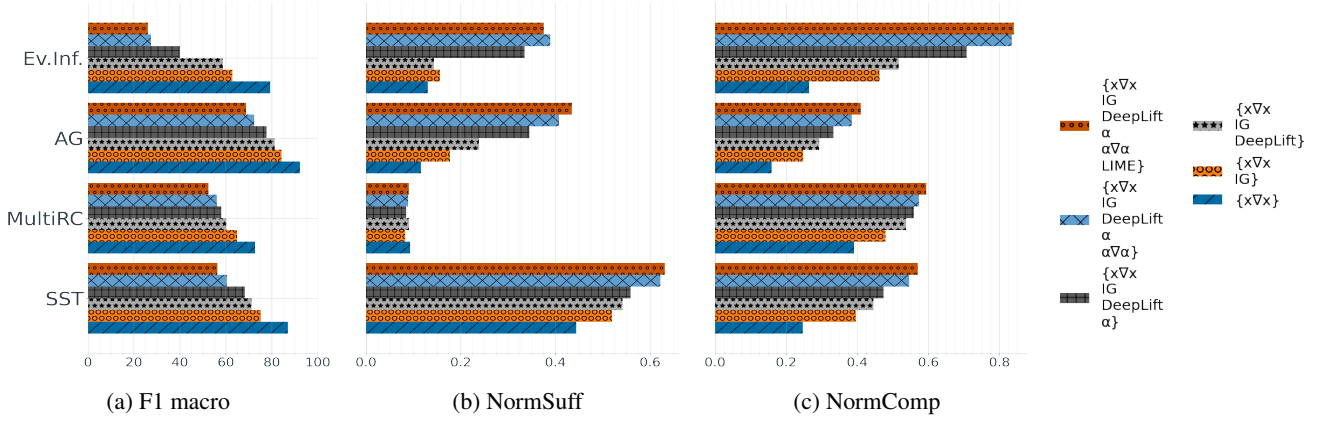 Ev.Inf.
AG
MultiRC
SST
0 20 40 60 80 100
(a) F1 macro
0.0 0.2 0.4 0.6
(b) NormSuff
0.0 0.2 0.4 0.6 0.8
(c) NormComp
{x∇x
IG
DeepLift
α
α∇α
LIME}
{x∇x
IG
DeepLift
α
α∇α}
{x∇x
IG
DeepLift
α}
{x∇x
IG
DeepLift}
{x∇x
IG}
{x∇x}